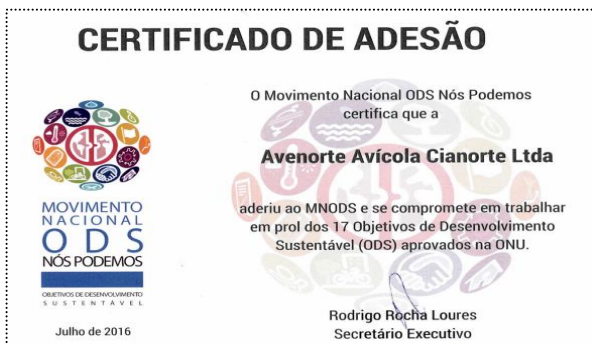 CERTIFICADO DE ADESÃO
O Movimento Nacional ODS Nós Podemos
certifica que a
Avenorte Avícola Cianorte Ltda
aderiu ao MNODS e se compromete em trabalhar
em prol dos 17 Objetivos de Desenvolvimento
Sustentável (ODS) aprovados na ONU.
MOVIMENTO
NACIONAL
ODS
NÓS PODEMOS
OBJETIVOS DE DESENVOLVIMENTO
SUSTENTÁVEL
Julho de 2016
Rodrigo Rocha Loures
Secretário Executivo